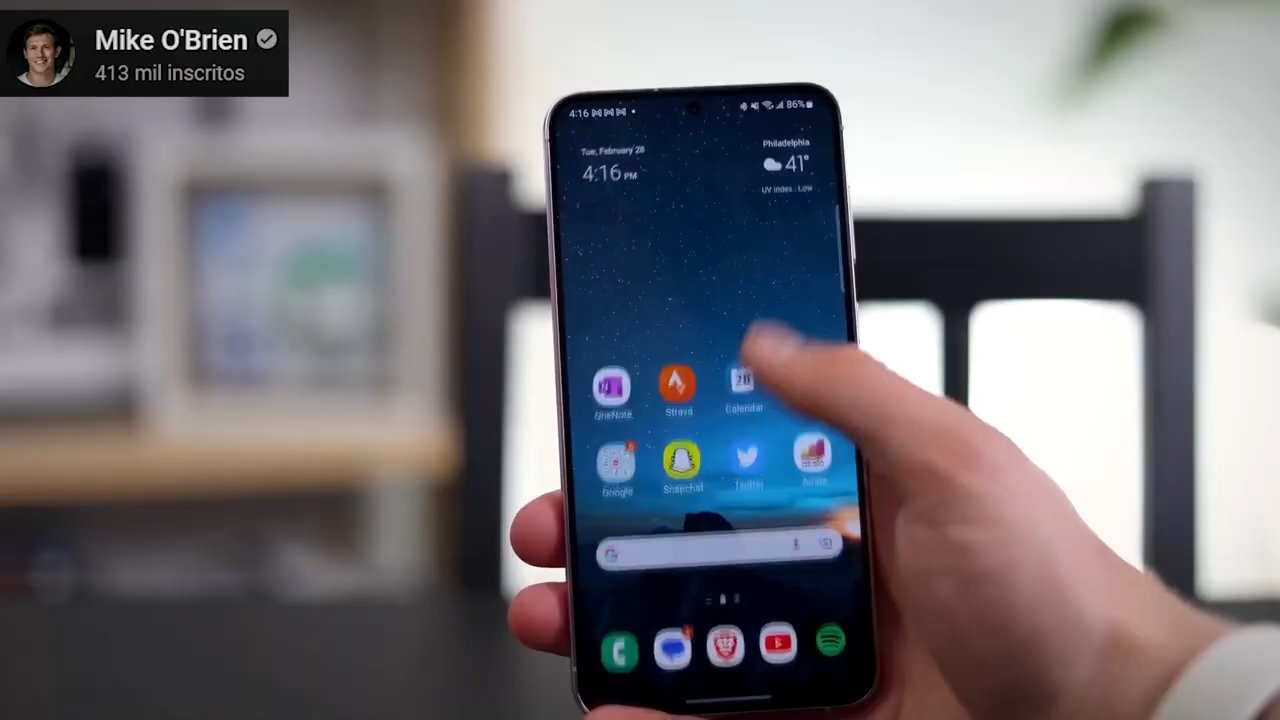 Mike O'Brien
413 mil inscritos
4:16
86%
Tue, February 28
4:16 PM
Philadelphia
41°
UV index : Low
OneNote
Strava
28
Calendar
Google
Snapchat
Twitter